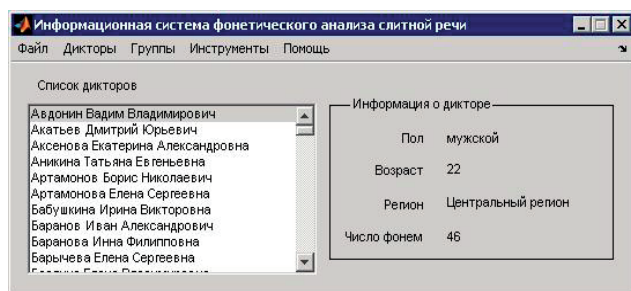 Информационная система фонетического анализа слитной речи
Файл Дикторы Группы Инструменты Помощь
Список дикторов
Авдонин Вадим Владимирович
Акатьев Дмитрий Юрьевич
Аксенова Екатерина Александровна
Аникина Татьяна Евгеньевна
Артамонов Борис Николаевич
Артамонова Елена Сергеевна
Бабушкина Ирина Викторовна
Баранов Иван Александрович
Баранова Инна Филипповна
Барычева Елена Сергеевна
Информация о дикторе
Пол мужской
Возраст 22
Регион Центральный регион
Число фонем 46